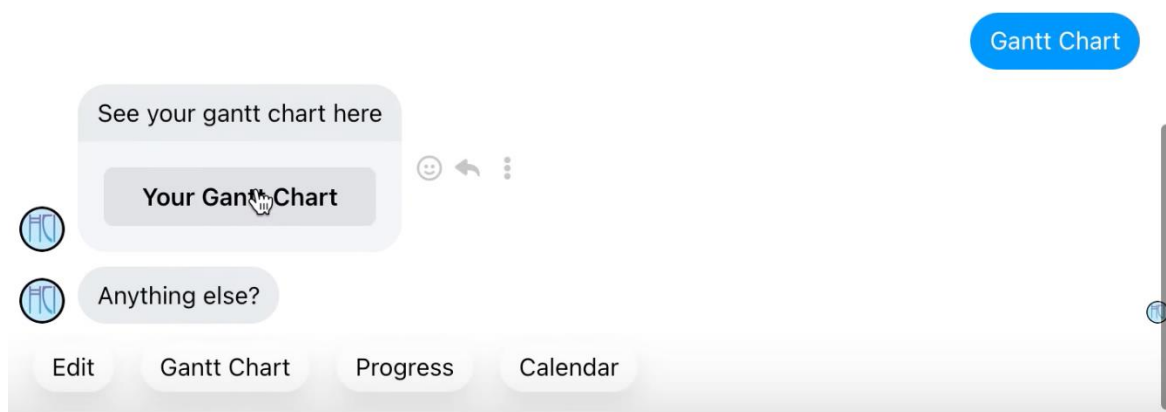 Gantt Chart
See your gantt chart here
Your Gantt Chart
Anything else?
Edit Gantt Chart Progress Calendar